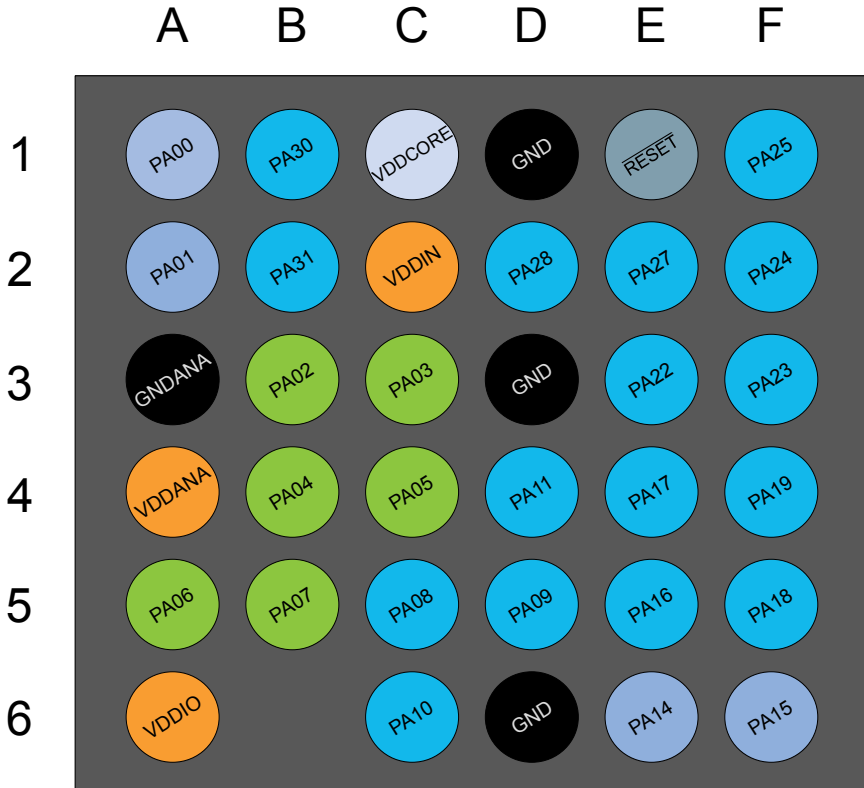 A B C D E F
1 PA00 PA30 VDDCORE GND RESET PA25
2 PA01 PA31 VDDIN PA28 PA27 PA24
3 GNDANA PA02 PA03 GND PA22 PA23
4 VDDANA PA04 PA05 PA11 PA17 PA19
5 PA06 PA07 PA08 PA09 PA16 PA18
6 VDDIO PA10 GND PA14 PA15